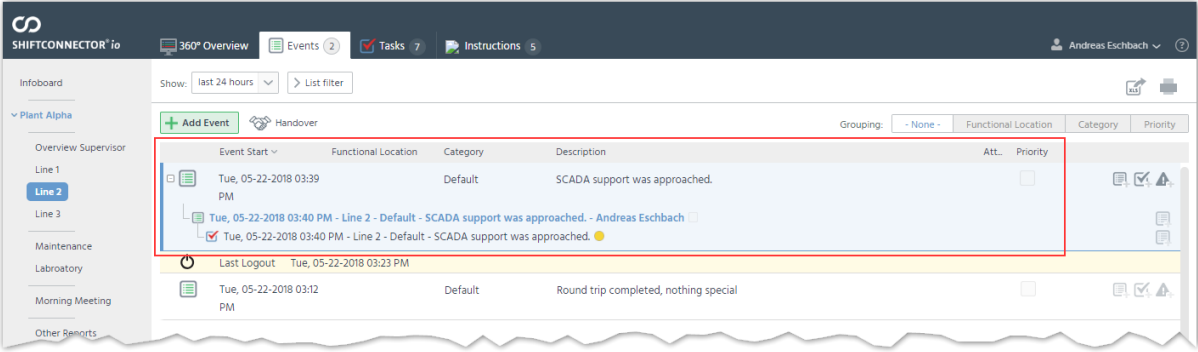 SHIFTCONNECTOR® io
360° Overview
Events 2
Tasks 7
Instructions 5
Andreas Eschbach
?
Infoboard
Plant Alpha
Overview Supervisor
Line 1
Line 2
Line 3
Maintenance
Labroatory
Morning Meeting
Other Reports
Show: last 24 hours
List filter
XLS
Add Event
Handover
Grouping: - None - Functional Location Category Priority
Event Start Functional Location Category Description Att.. Priority
Tue, 05-22-2018 03:39 Default SCADA support was approached.
PM
Tue, 05-22-2018 03:40 PM - Line 2 - Default - SCADA support was approached. - Andreas Eschbach
Tue, 05-22-2018 03:40 PM - Line 2 - Default - SCADA support was approached.
Last Logout Tue, 05-22-2018 03:23 PM
Tue, 05-22-2018 03:12 Default Round trip completed, nothing special
PM